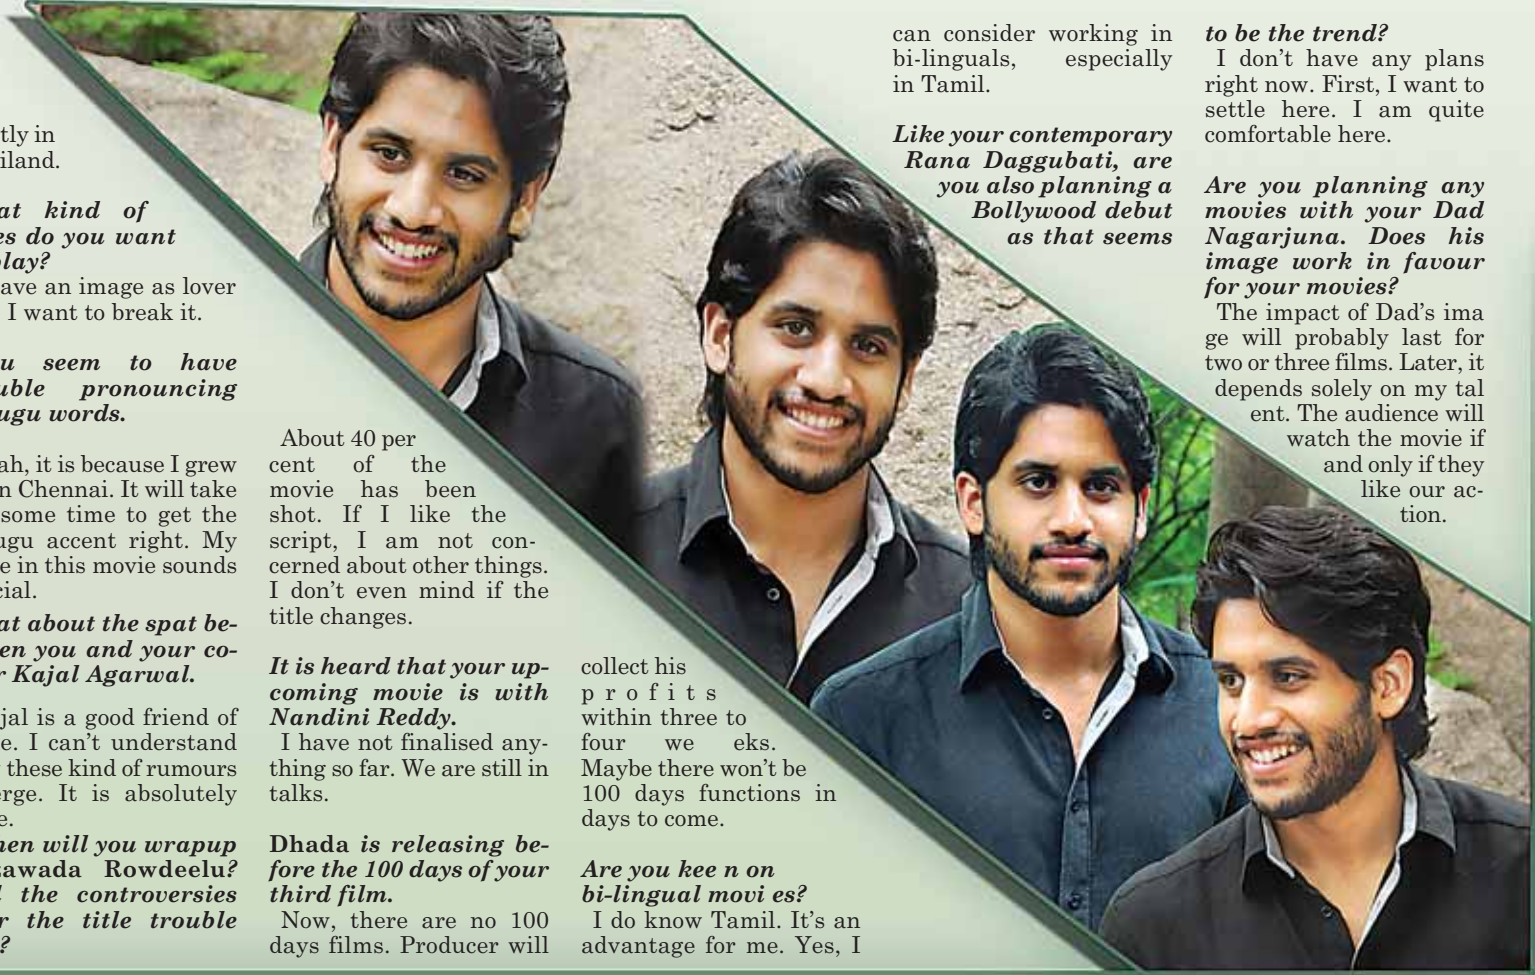 tly in
iland.
at kind of
es do you want
lay?
ave an image as lover
I want to break it.
u seem to have
uble pronouncing
ugu words.
ah, it is because I grew
n Chennai. It will take
some time to get the
ugu accent right. My
e in this movie sounds
cial.
at about the spat be-
en you and your co-
r Kajal Agarwal.
jal is a good friend of
e. I can't understand
these kind of rumours
erge. It is absolutely
e.
hen will you wrapup
zawada Rowdeelu?
l the controversies
r the title trouble
?
About 40 per
cent of the
movie has been
shot. If I like the
script, I am not con-
cerned about other things.
I don't even mind if the
title changes.
It is heard that your up-
coming movie is with
Nandini Reddy.
I have not finalised any-
thing so far. We are still in
talks.
Dhada is releasing be-
fore the 100 days of your
third film.
Now, there are no 100
days films. Producer will
collect his
profits
within three to
four we eks.
Maybe there won't be
100 days functions in
days to come.
Are you kee n on
bi-lingual movi es?
I do know Tamil. It's an
advantage for me. Yes, I
can consider working in
bi-linguals, especially
in Tamil.
Like your contemporary
Rana Daggubati, are
you also planning a
Bollywood debut
as that seems
to be the trend?
I don't have any plans
right now. First, I want to
settle here. I am quite
comfortable here.
Are you planning any
movies with your Dad
Nagarjuna. Does his
image work in favour
for your movies?
The impact of Dad's ima
ge will probably last for
two or three films. Later, it
depends solely on my tal
ent. The audience will
watch the movie if
and only if they
like our ac-
tion.